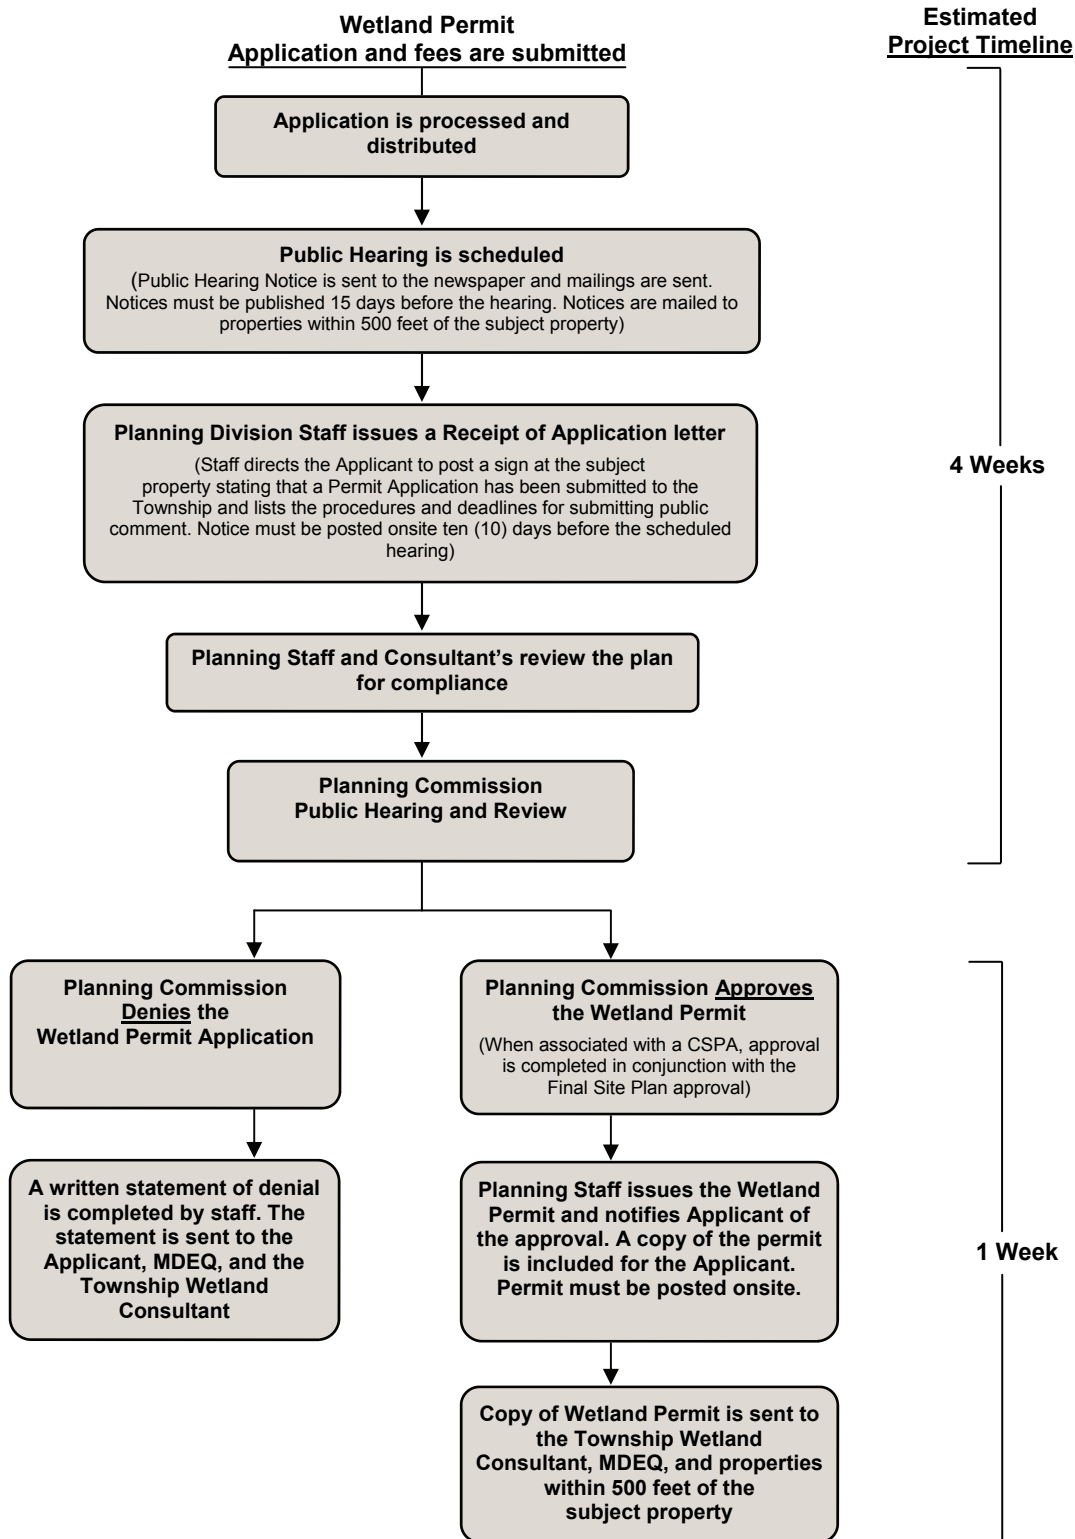 Wetland Permit
Application and fees are submitted
Estimated
Project Timeline
Application is processed and
distributed
Public Hearing is scheduled
(Public Hearing Notice is sent to the newspaper and mailings are sent.
Notices must be published 15 days before the hearing. Notices are mailed to
properties within 500 feet of the subject property)
Planning Division Staff issues a Receipt of Application letter
(Staff directs the Applicant to post a sign at the subject
property stating that a Permit Application has been submitted to the
Township and lists the procedures and deadlines for submitting public
comment. Notice must be posted onsite ten (10) days before the scheduled
hearing)
4 Weeks
Planning Staff and Consultant’s review the plan
for compliance
Planning Commission
Public Hearing and Review
Planning Commission
Denies the
Wetland Permit Application
Planning Commission Approves
the Wetland Permit
(When associated with a CSPA, approval
is completed in conjunction with the
Final Site Plan approval)
A written statement of denial
is completed by staff. The
statement is sent to the
Applicant, MDEQ, and the
Township Wetland
Consultant
Planning Staff issues the Wetland
Permit and notifies Applicant of
the approval. A copy of the permit
is included for the Applicant.
Permit must be posted onsite.
1 Week
Copy of Wetland Permit is sent to
the Township Wetland
Consultant, MDEQ, and properties
within 500 feet of the
subject property